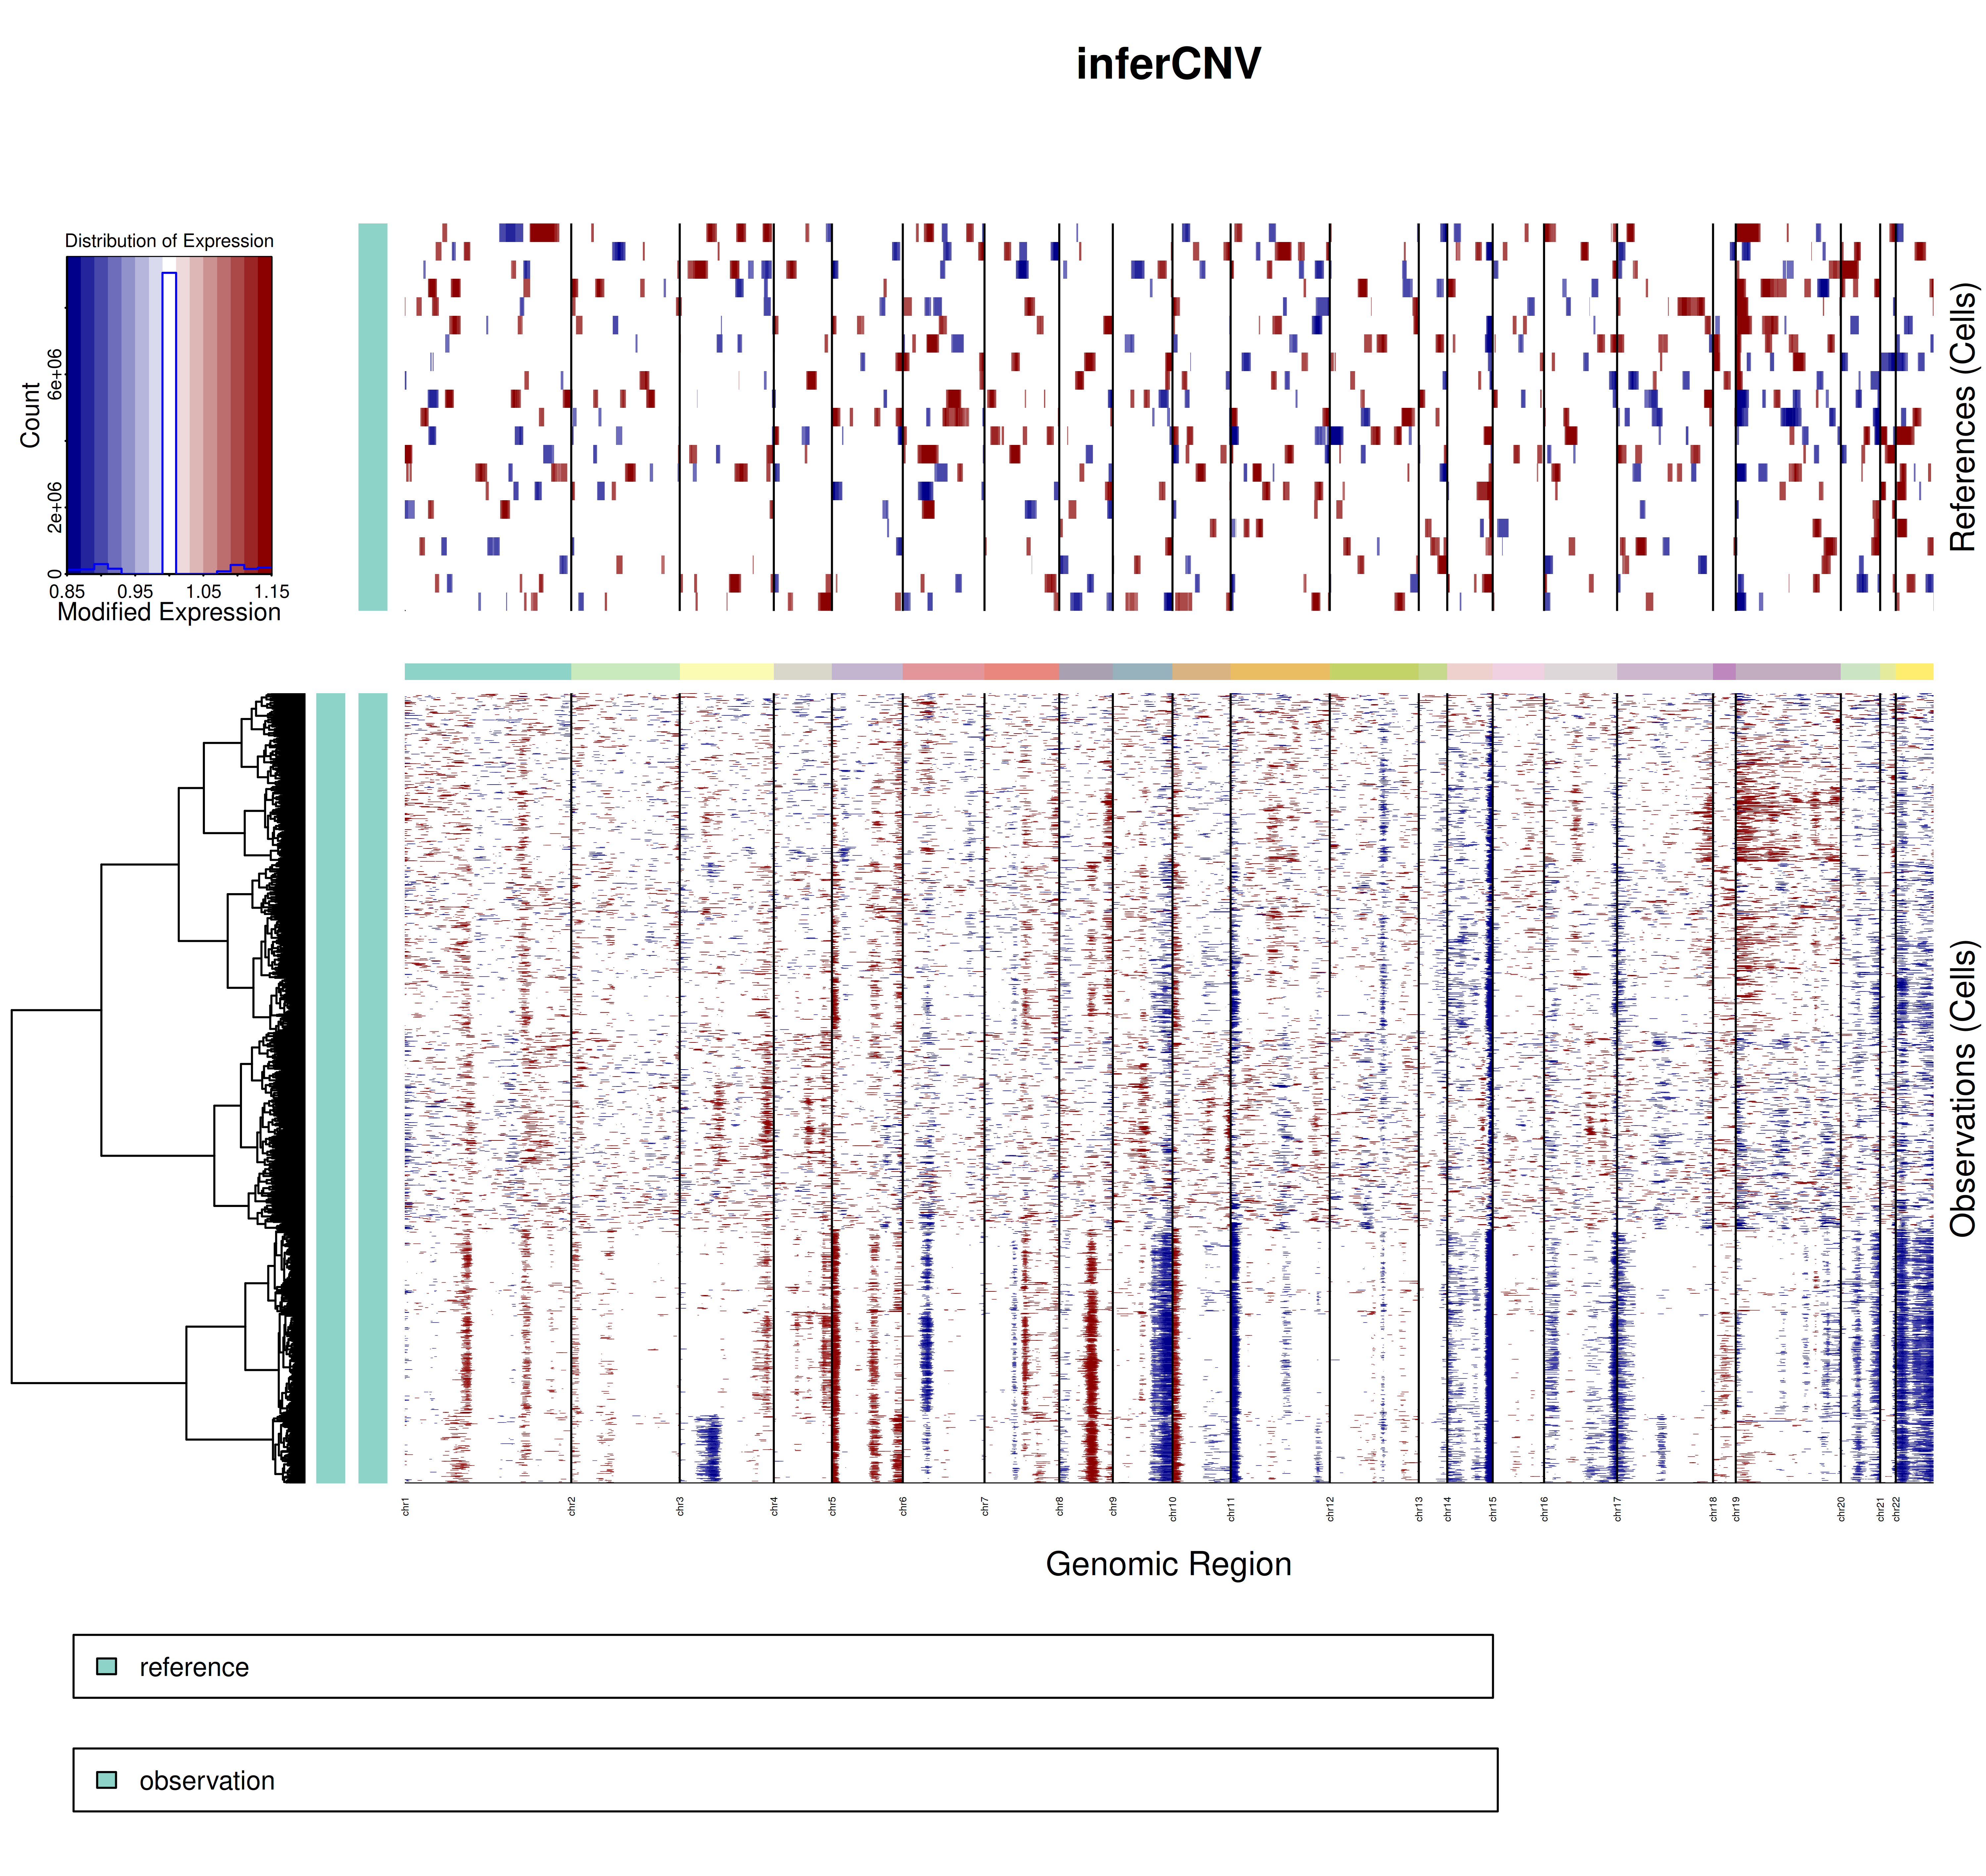 inferCNV
Distribution of Expression
Count
0
2e+06
6e+06
0.85 0.95 1.05 1.15
Modified Expression
References (Cells)
Observations (Cells)
chr1 chr2 chr3 chr4 chr5 chr6 chr7 chr8 chr9 chr10 chr11 chr12 chr13 chr14 chr15 chr16 chr17 chr18 chr19 chr20 chr21 chr22
Genomic Region
reference
observation